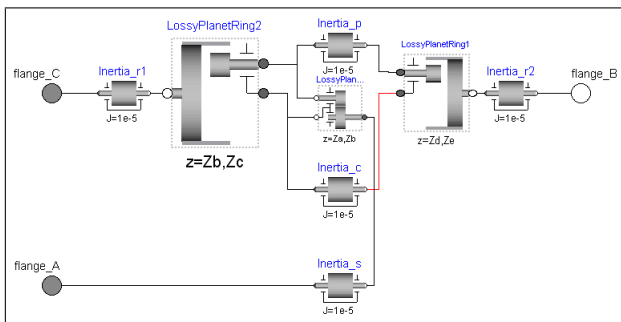 LossyPlanetRing2
Inertia_p
LossyPlanetRing1
flange_C
Inertia_r1
J=1e-5
LossyPlan...
Inertia_r2
flange_B
J=1e-5
J=1e-5
z=Za,Zb
z=Zd,Ze
z=Zb,Zc
Inertia_c
J=1e-5
flange_A
Inertia_s
J=1e-5